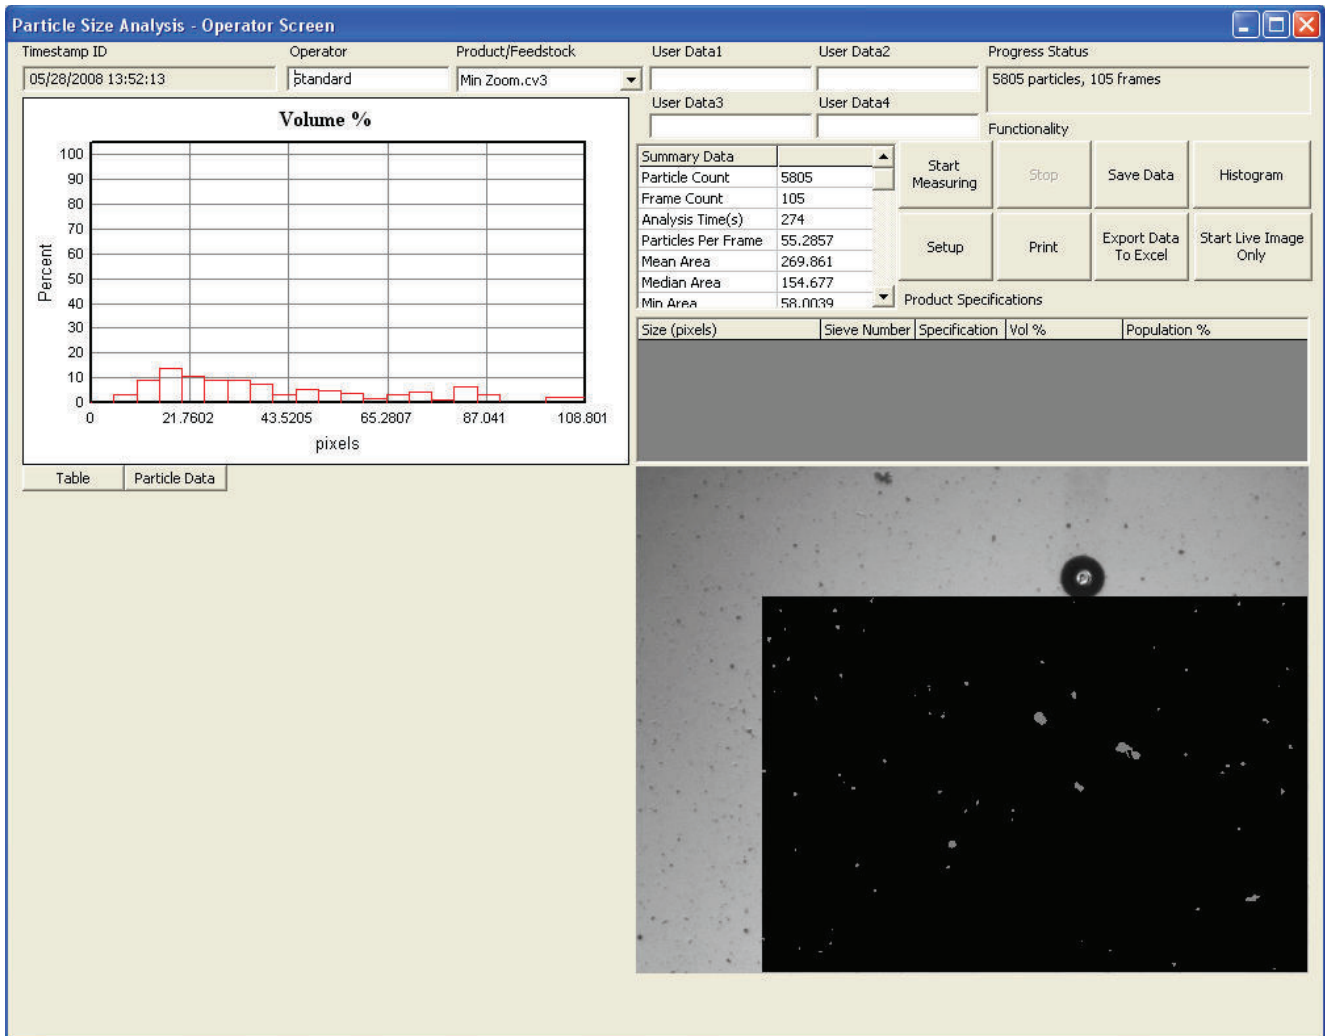 Particle Size Analysis - Operator Screen
Timestamp ID Operator Product/Feedstock User Data1 User Data2 Progress Status
05/28/2008 13:52:13 Standard Min Zoom.cv3 5805 particles, 105 frames
User Data3 User Data4
Functionality
Volume %
100
90
80
70
60
50
40
30
20
10
0
Percent
0 21.7602 43.5205 65.2807 87.041 108.801
pixels
Table Particle Data
Summary Data
Particle Count 5805
Frame Count 105
Analysis Time(s) 274
Particles Per Frame 55.2857
Mean Area 269.861
Median Area 154.677
Min Area 58.0039
Start Measuring
Stop
Save Data
Histogram
Setup
Print
Export Data To Excel
Start Live Image Only
Product Specifications
Size (pixels) Sieve Number Specification Vol % Population %